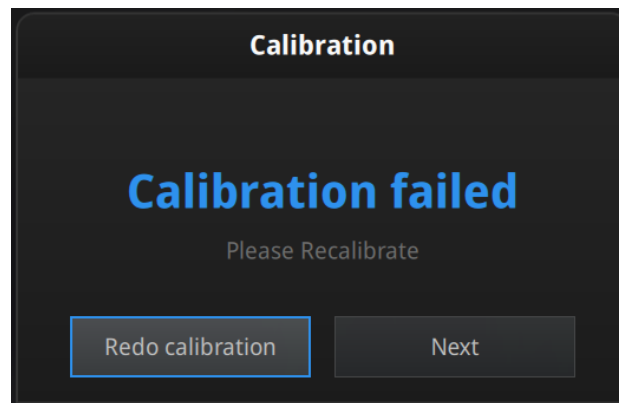 Calibration
Calibration failed
Please Recalibrate
Redo calibration
Next